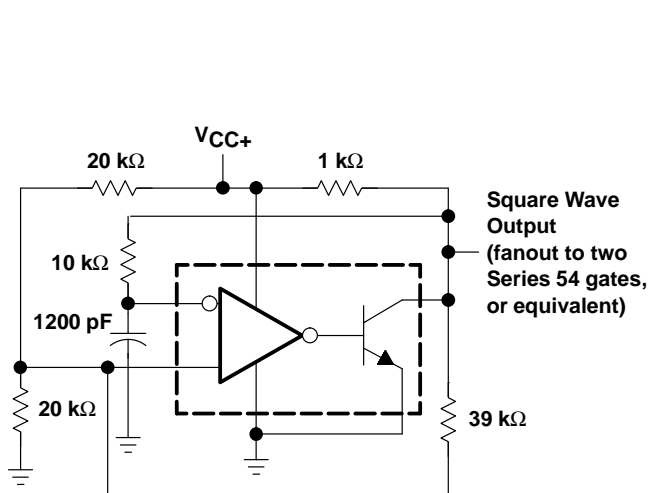 VCC+
20 kΩ
1 kΩ
Square Wave
Output
(fanout to two
Series 54 gates,
or equivalent)
10 kΩ
1200 pF
20 kΩ
39 kΩ